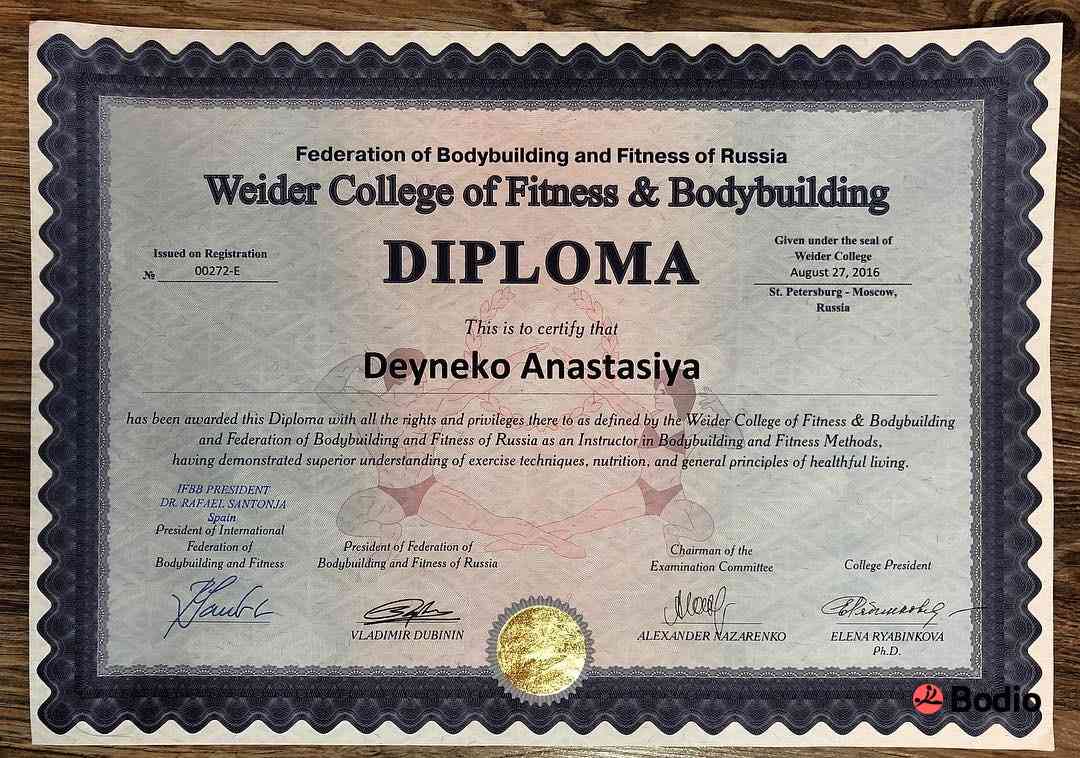 Federation of Bodybuilding and Fitness of Russia
Weider College of Fitness & Bodybuilding
DIPLOMA
Issued on Registration
№ 00272-E
Given under the seal of
Weider College
August 27, 2016
St. Petersburg - Moscow,
Russia
This is to certify that
Deyneko Anastasiya
has been awarded this Diploma with all the rights and privileges there to as defined by the Weider College of Fitness & Bodybuilding
and Federation of Bodybuilding and Fitness of Russia as an Instructor in Bodybuilding and Fitness Methods,
having demonstrated superior understanding of exercise techniques, nutrition, and general principles of healthful living.
IFBB PRESIDENT
DR. RAFAEL SANTONJA
Spain
President of International
Federation of
Bodybuilding and Fitness
President of Federation of
Bodybuilding and Fitness of Russia
VLADIMIR DUBININ
Chairman of the
Examination Committee
ALEXANDER NAZARENKO
College President
ELENA RYABINKOVA
Ph.D.
Bodio